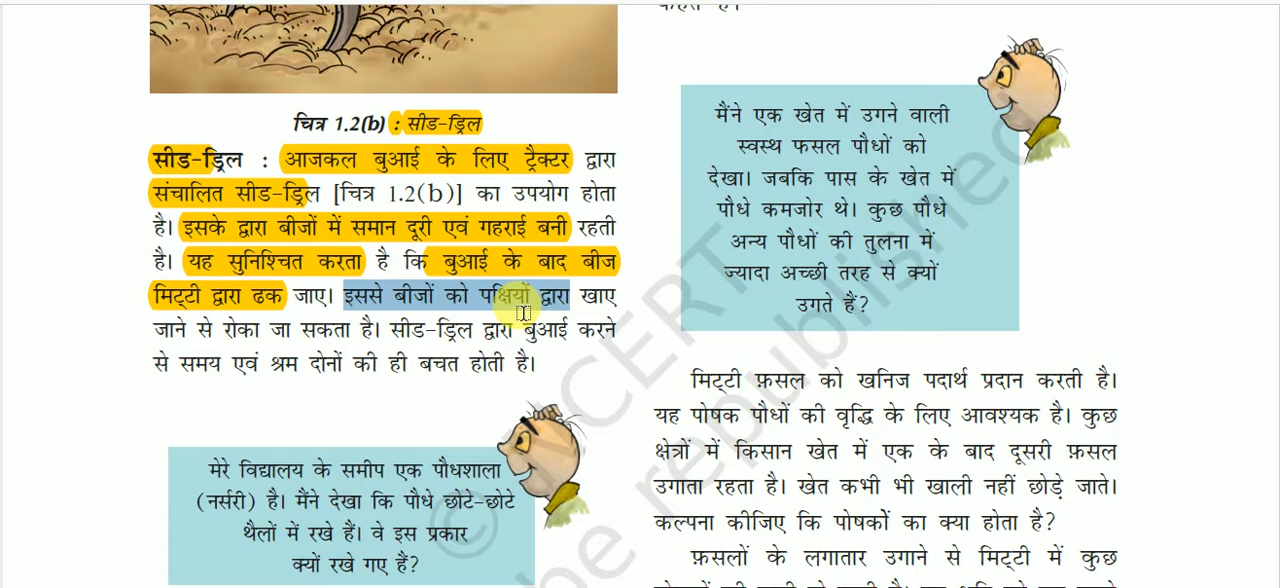 चित्र 1.2(b) : सीड-ड्रिल
सीड-ड्रिल : आजकल बुआई के लिए ट्रैक्टर द्वारा
संचालित सीड-ड्रिल [चित्र 1.2(b)] का उपयोग होता
है। इसके द्वारा बीजों में समान दूरी एवं गहराई बनी रहती
है। यह सुनिश्चित करता है कि बुआई के बाद बीज
मिट्टी द्वारा ढक जाए। इससे बीजों को पक्षियों द्वारा खाए
जाने से रोका जा सकता है। सीड-ड्रिल द्वारा बुआई करने
से समय एवं श्रम दोनों की ही बचत होती है।
मेरे विद्यालय के समीप एक पौधशाला
(नर्सरी) है। मैंने देखा कि पौधे छोटे-छोटे
थैलों में रखे हैं। वे इस प्रकार
क्यों रखे गए हैं?
मैंने एक खेत में उगने वाली
स्वस्थ फसल पौधों को
देखा। जबकि पास के खेत में
पौधे कमजोर थे। कुछ पौधे
अन्य पौधों की तुलना में
ज्यादा अच्छी तरह से क्यों
उगते हैं?
मिट्टी फ़सल को खनिज पदार्थ प्रदान करती है।
यह पोषक पौधों की वृद्धि के लिए आवश्यक है। कुछ
क्षेत्रों में किसान खेत में एक के बाद दूसरी फ़सल
उगाता रहता है। खेत कभी भी खाली नहीं छोड़े जाते।
कल्पना कीजिए कि पोषकों का क्या होता है?
फ़सलों के लगातार उगाने से मिट्टी में कुछ
© NCERT
be republished